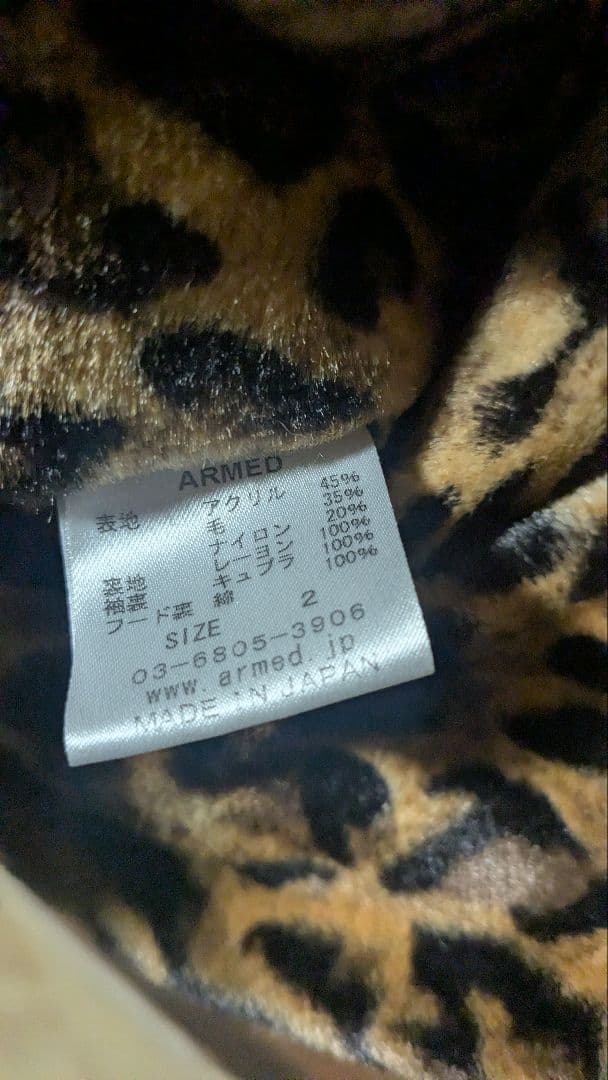 ARMED
表地 アクリル 45%
毛 35%
ナイロン 20%
裏地 レーヨン 100%
袖裏 キュプラ 100%
フード裏 綿 100%
SIZE 2
03-6805-3906
www.armed.jp
MADE IN JAPAN